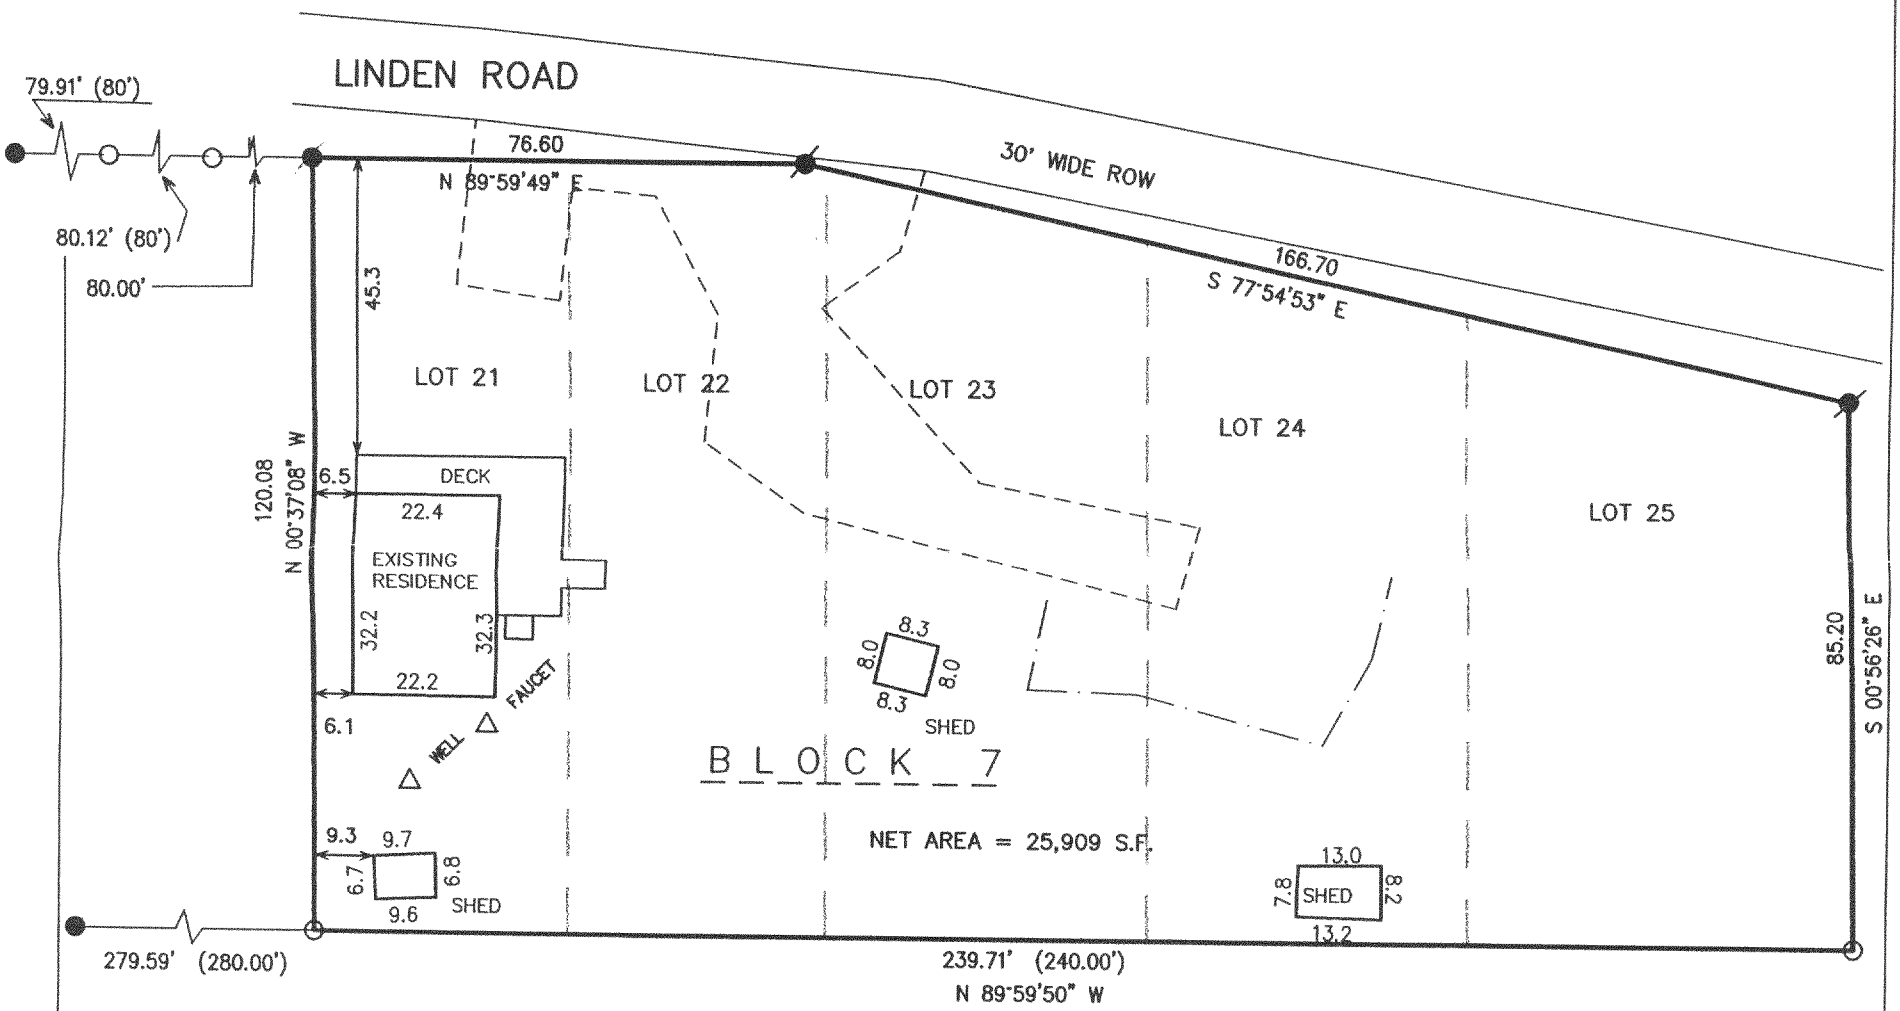 LINDEN ROAD
79.91' (80')
76.60
N 89°59'49" E
30' WIDE ROW
80.12' (80')
80.00'
45.3
166.70
S 77°54'53" E
LOT 21
LOT 22
LOT 23
LOT 24
LOT 25
120.08
N 00°37'08" W
6.5
DECK
22.4
EXISTING
RESIDENCE
32.2
32.3
22.2
6.1
FAUCET
WELL
8.3
8.0
8.0
8.3
SHED
BLOCK 7
85.20
S 00°56'26" E
NET AREA = 25,909 S.F.
9.3
9.7
6.7
6.8
9.6
SHED
13.0
7.8
SHED
8.2
13.2
279.59' (280.00')
239.71' (240.00')
N 89°59'50" W